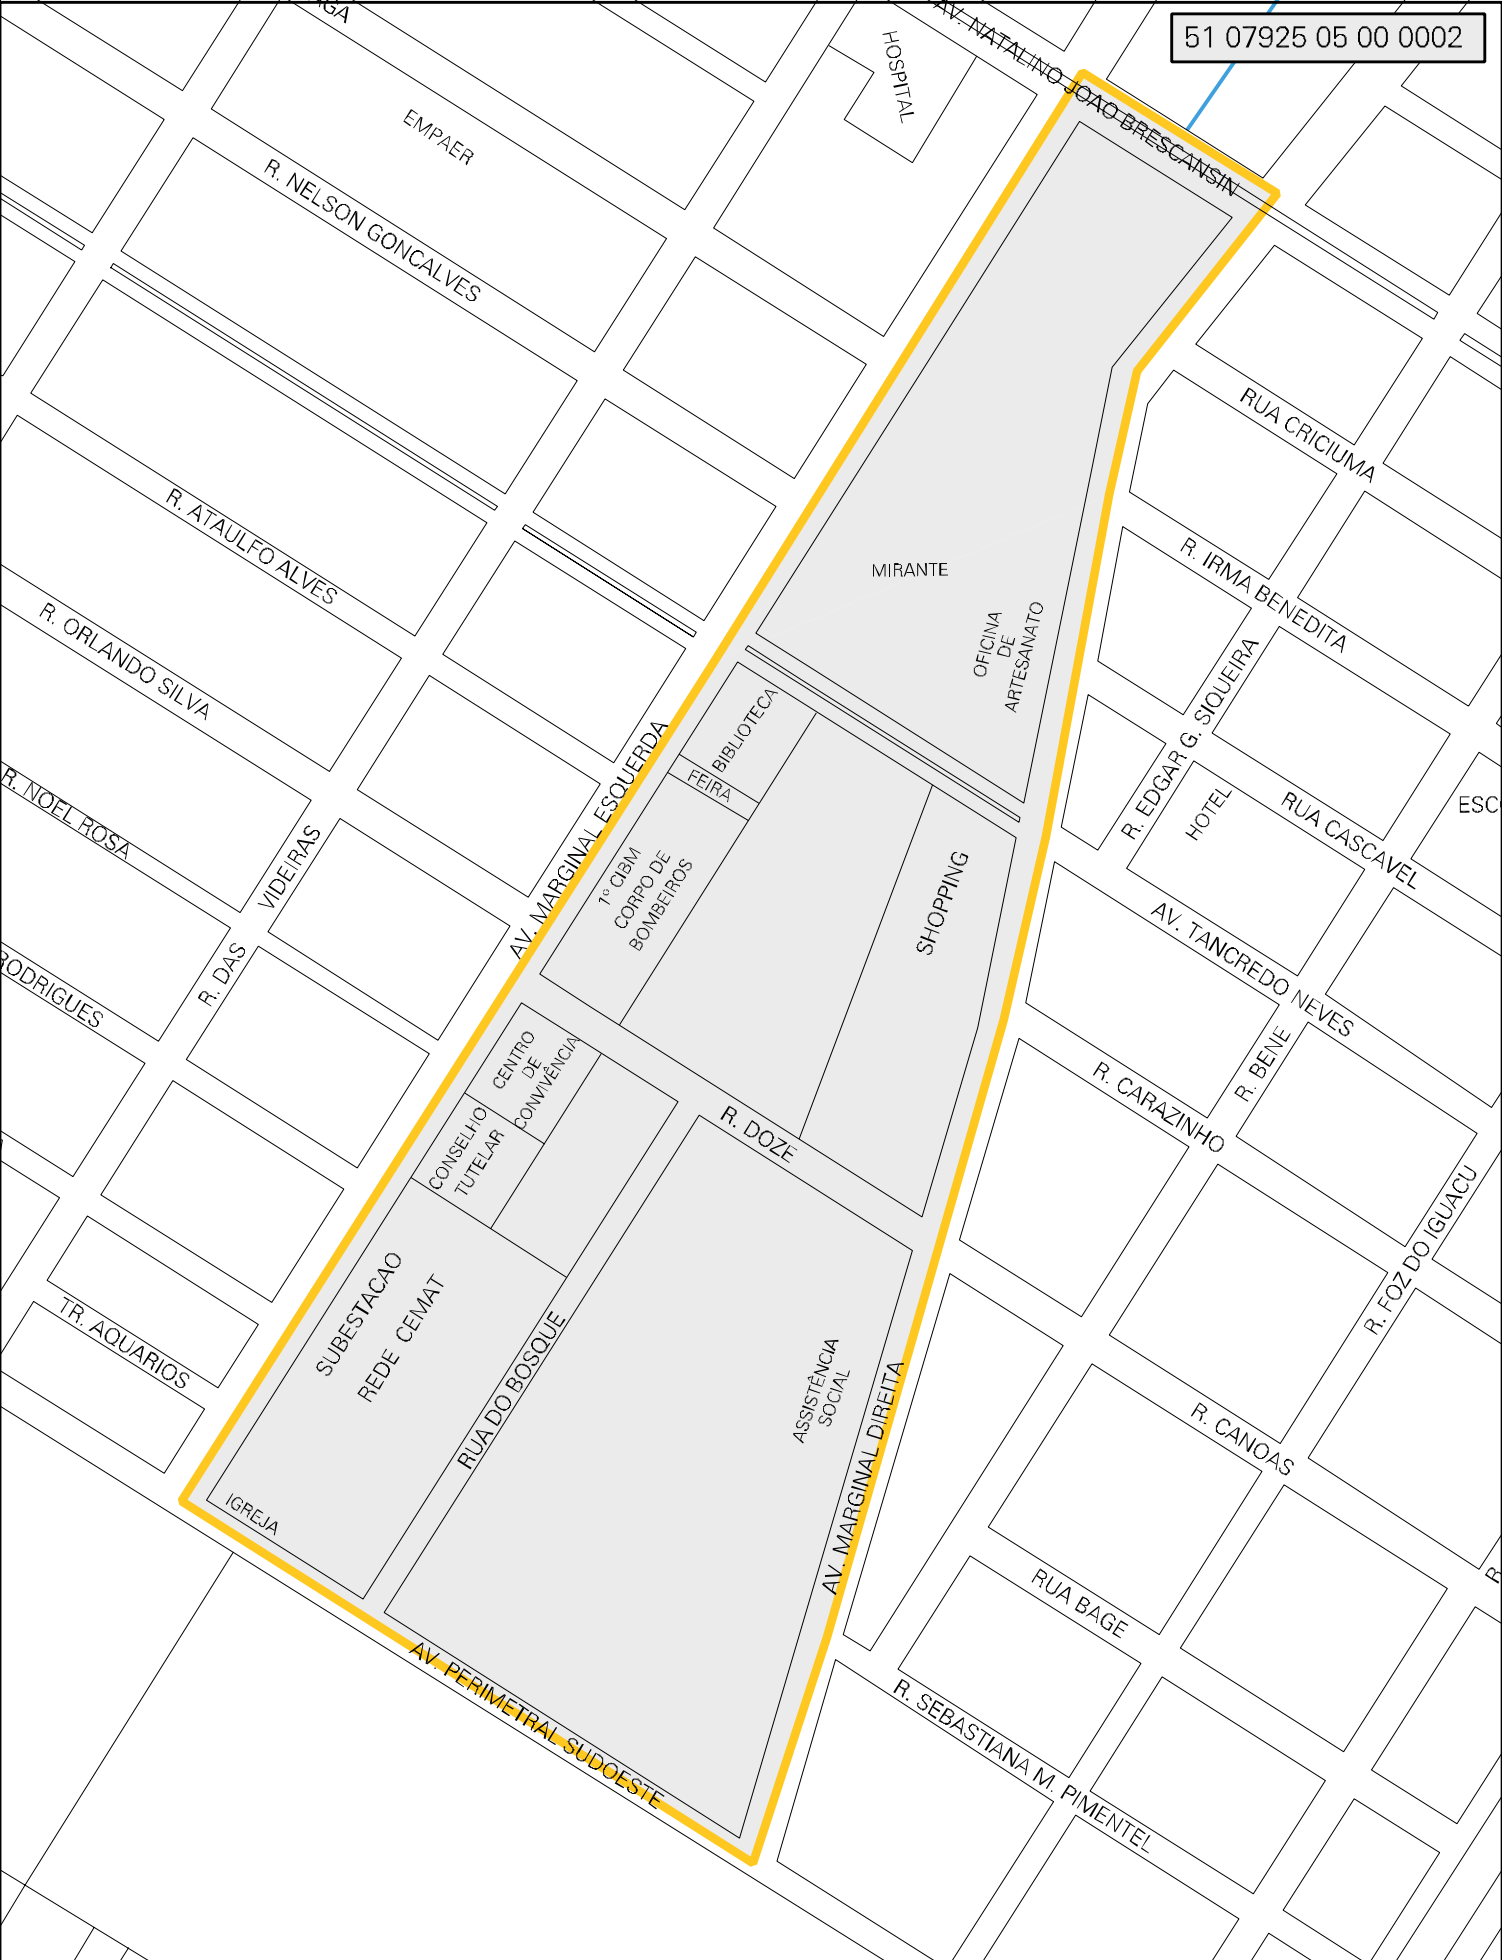 51 07925 05 00 0002
AV. NATALINO JOAO BRESCANSIN
HOSPITAL
EMPAER
R. NELSON GONCALVES
RUA CRICIUMA
R. ATAULFO ALVES
R. IRMA BENEDITA
MIRANTE
OFICINA
DE
ARTESANATO
R. ORLANDO SILVA
R. EDGAR G. SIQUEIRA
BIBLIOTECA
FEIRA
AV. MARGINAL ESQUERDA
R. NOEL ROSA
HOTEL
RUA CASCAVEL
R. DAS VIDEIRAS
1º CIBM
CORPO DE
BOMBEIROS
SHOPPING
AV. TANCREDO NEVES
RODRIGUES
CENTRO
DE
CONVIVÊNCIA
R. BENE
R. CARAZINHO
CONSELHO
TUTELAR
R. DOZE
R. FOZ DO IGUACU
SUBESTACAO
REDE CEMAT
TR. AQUARIOS
RUA DO BOSQUE
ASSISTÊNCIA
SOCIAL
AV. MARGINAL DIREITA
R. CANOAS
IGREJA
RUA BAGE
AV. PERIMETRAL SUDOESTE
R. SEBASTIANA M. PIMENTEL